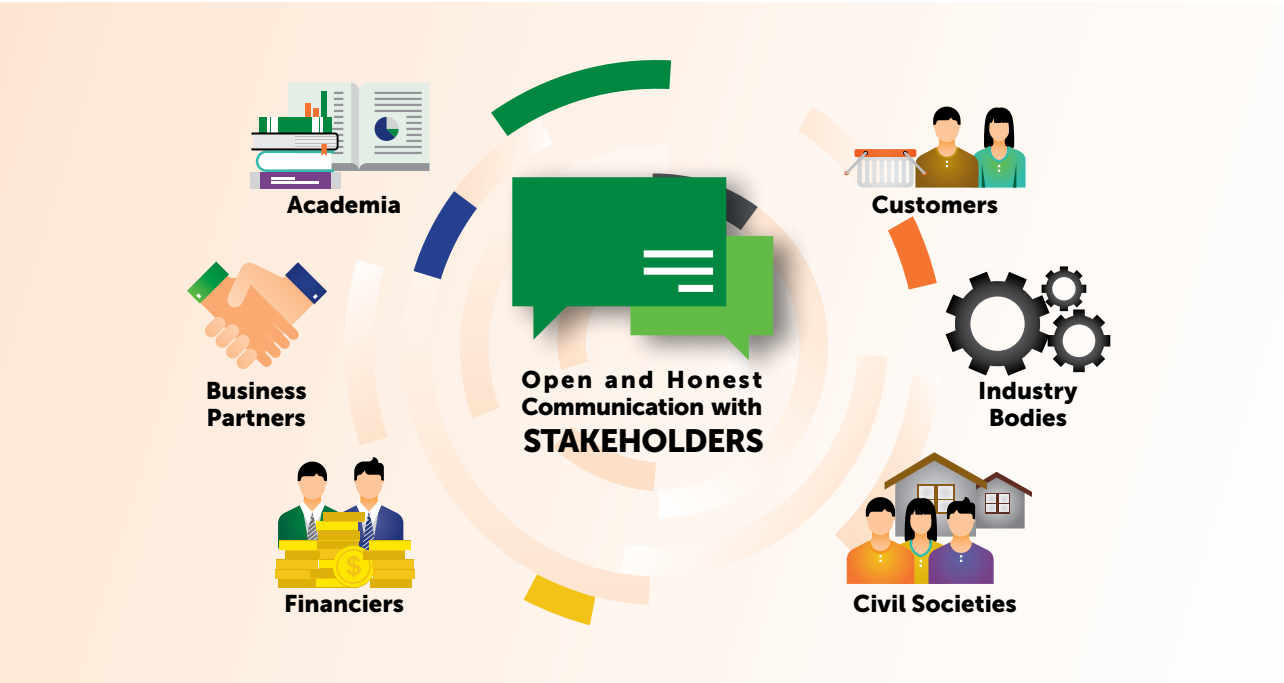 Academia
Business
Partners
Financiers
Open and Honest
Communication with
STAKEHOLDERS
Customers
Industry
Bodies
Civil Societies
$